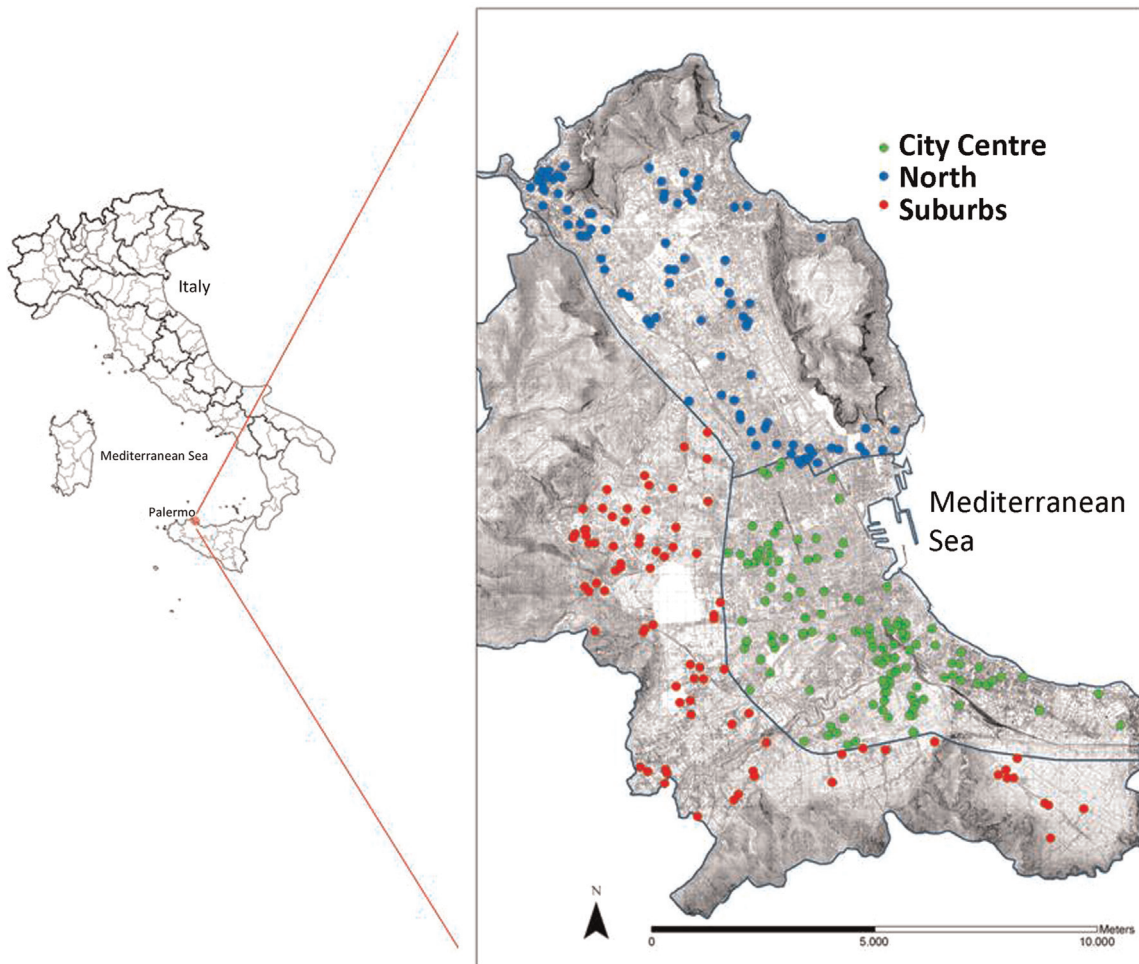 Italy
Mediterranean Sea
Palermo
City Centre
North
Suburbs
Mediterranean
Sea
N
Meters
0
5.000
10.000